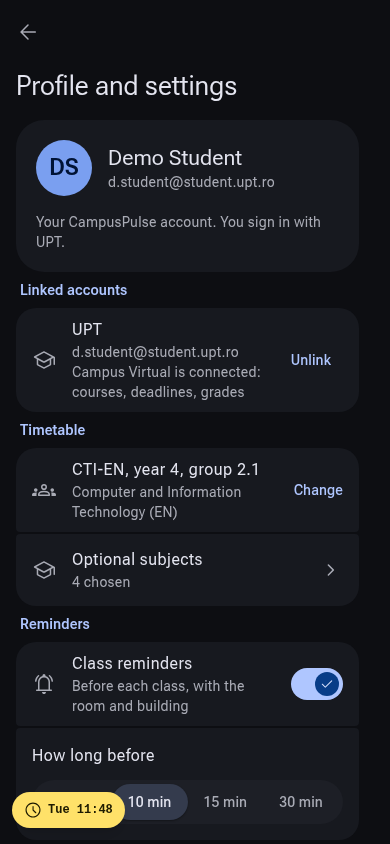 Profile and settings
DS
Demo Student
d.student@student.upt.ro
Your CampusPulse account. You sign in with
UPT.
Linked accounts
UPT
d.student@student.upt.ro
Campus Virtual is connected:
courses, deadlines, grades
Unlink
Timetable
CTI-EN, year 4, group 2.1
Computer and Information
Technology (EN)
Change
Optional subjects
4 chosen
Reminders
Class reminders
Before each class, with the
room and building
How long before
10 min
15 min
30 min
Tue 11:48